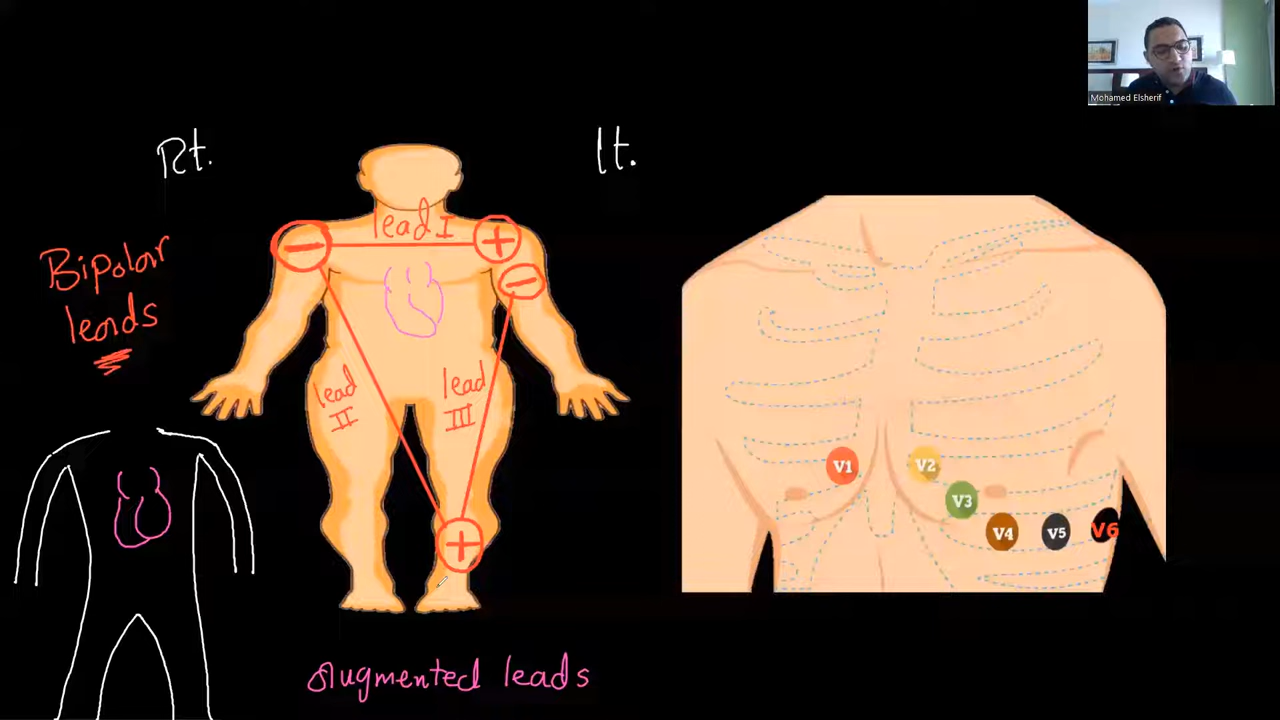 Mohamed Elsherif
Rt.
lt.
lead I
Bipolar
leads
lead
II
lead
III
V1
V2
V3
V4
V5
V6
Augmented leads